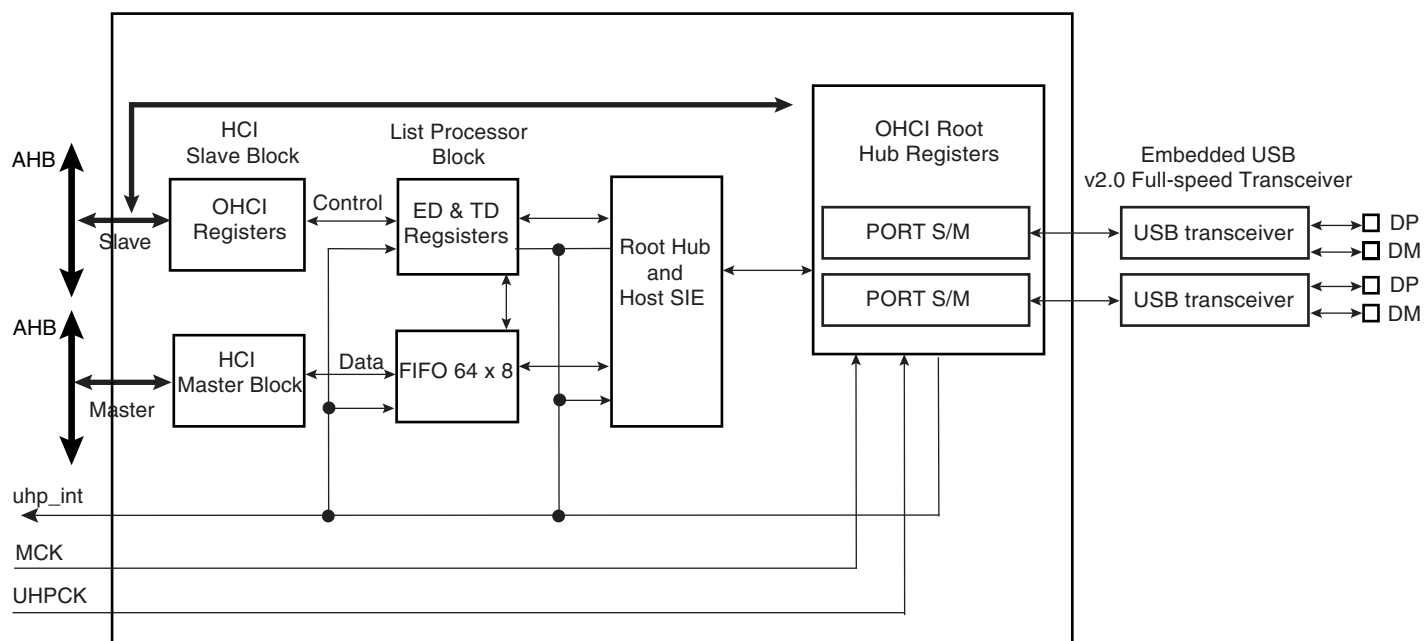 HCI
Slave Block
List Processor
Block
OHCI Root
Hub Registers
Embedded USB
v2.0 Full-speed Transceiver
AHB
Slave
OHCI
Registers
Control
ED & TD
Regsisters
Root Hub
and
Host SIE
PORT S/M
USB transceiver
DP
DM
PORT S/M
USB transceiver
DP
DM
AHB
Master
HCI
Master Block
Data
FIFO 64 x 8
uhp_int
MCK
UHPCK